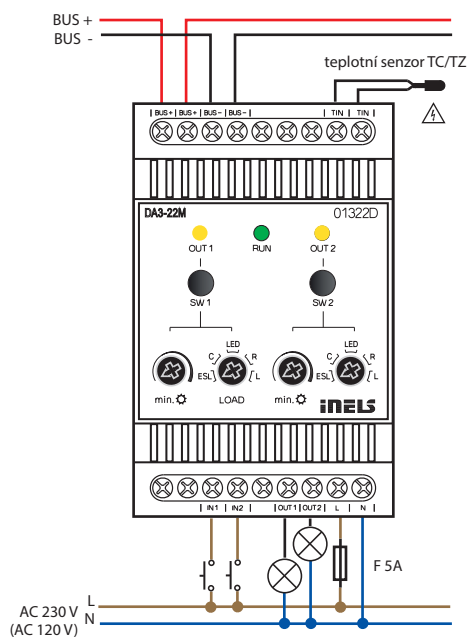 BUS +
BUS -
teplotní senzor TC/TZ
BUS+ BUS+ BUS- BUS- TIN TIN
DA3-22M 01322D
OUT 1 RUN OUT 2
SW 1 SW 2
LED LED
C R C R
ESL L ESL L
min. LOAD min.
iNELS
IN1 IN2 OUT1 OUT2 L N
F 5A
L
AC 230 V
N
(AC 120 V)